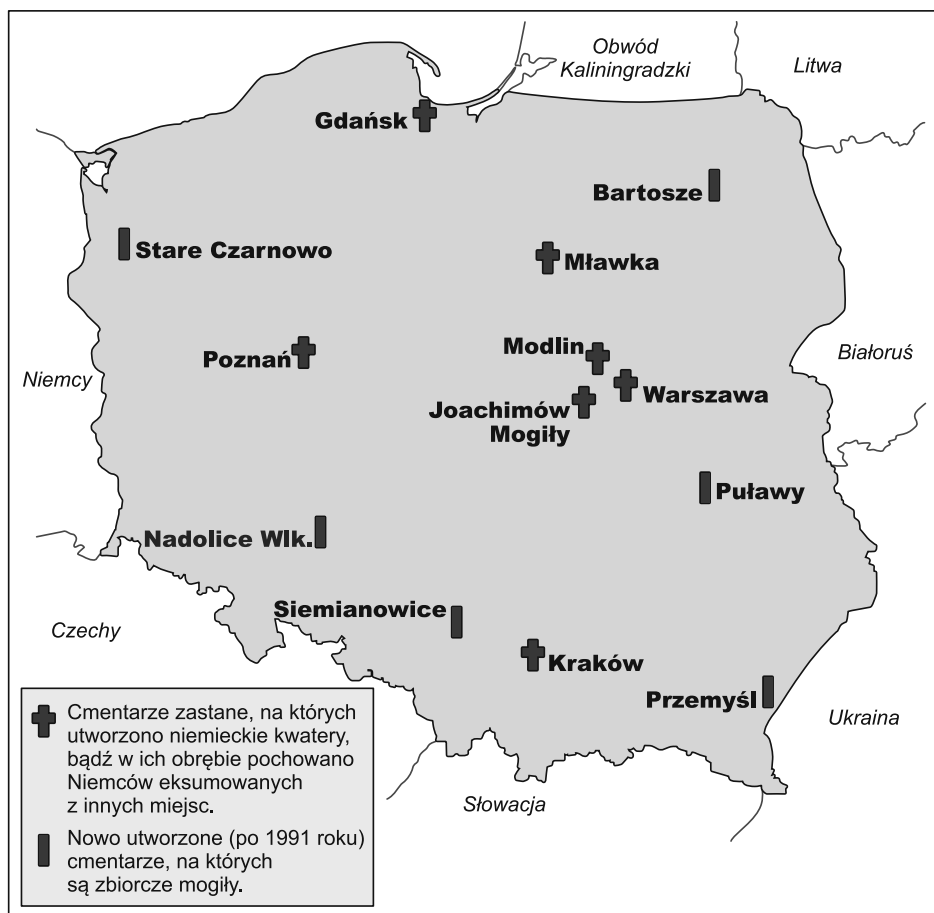 Obwód
Kaliningradzki
Litwa
Gdańsk
Bartosze
Stare Czarnowo
Mławka
Modlin
Poznań
Białoruś
Niemcy
Warszawa
Joachimów
Mogiły
Puławy
Nadolice Wlk.
Siemianowice
Czechy
Kraków
Przemyśl
Ukraina
Słowacja
Cmentarze zastane, na których
utworzono niemieckie kwatery,
bądź w ich obrębie pochowano
Niemców eksumowanych
z innych miejsc.
Nowo utworzone (po 1991 roku)
cmentarze, na których
są zbiorcze mogiły.